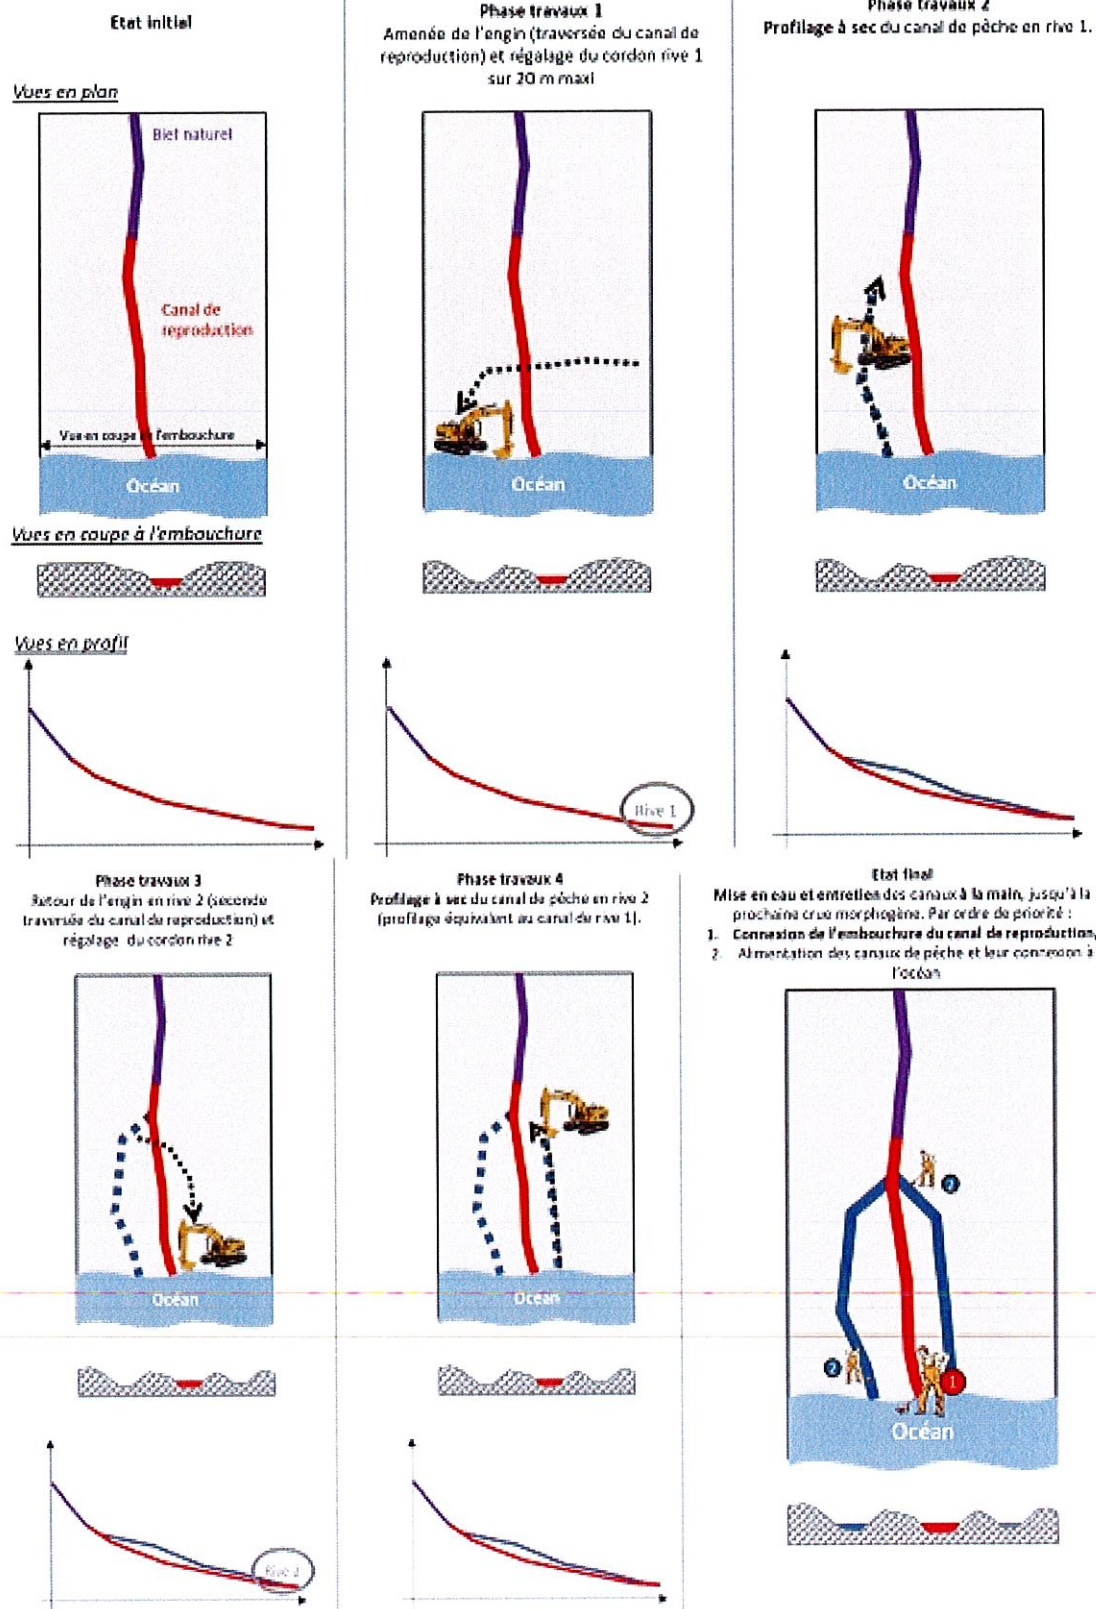 Etat initial
Vues en plan
Bief naturel
Canal de
reproduction
Vue en coupe de l'embouchure
Océan
Vues en coupe à l'embouchure
Vues en profil
Phase travaux 1
Amenée de l'engin (traversée du canal de
reproduction) et régalage du cordon rive 1
sur 20 m maxi
Océan
Rive 1
Phase travaux 2
Profilage à sec du canal de pêche en rive 1.
Océan
Phase travaux 3
Retour de l'engin en rive 2 (seconde
traversée du canal de reproduction) et
régalage du cordon rive 2
Océan
Rive 2
Phase travaux 4
Profilage à sec du canal de pêche en rive 2
(profilage équivalent au canal de rive 1).
Océan
Etat final
Mise en eau et entretien des canaux à la main, jusqu'à la
prochaine crue morphogène. Par ordre de priorité :
1. Connexion de l'embouchure du canal de reproduction,
2. Alimentation des canaux de pêche et leur connexion à
l'océan
2
2
1
Océan